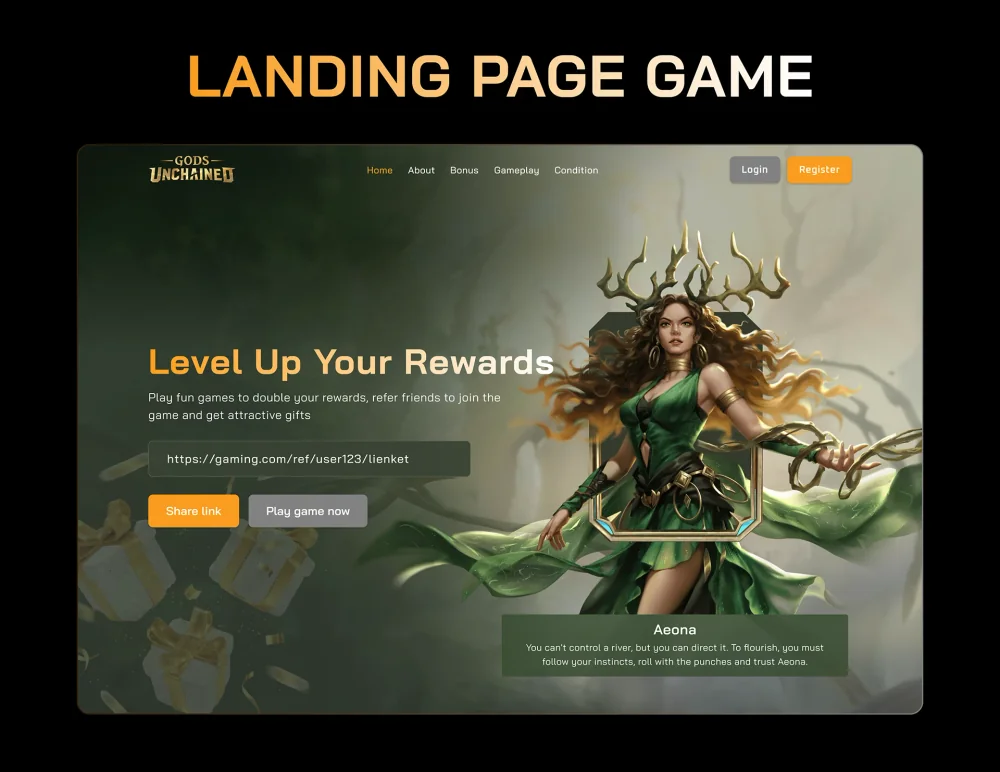 LANDING PAGE GAME
GODS
UNCHAINED
Home About Bonus Gameplay Condition
Login Register
Level Up Your Rewards
Play fun games to double your rewards, refer friends to join the
game and get attractive gifts
https://gaming.com/ref/user123/lienket
Share link Play game now
Aeona
You can't control a river, but you can direct it. To flourish, you must
follow your instincts, roll with the punches and trust Aeona.